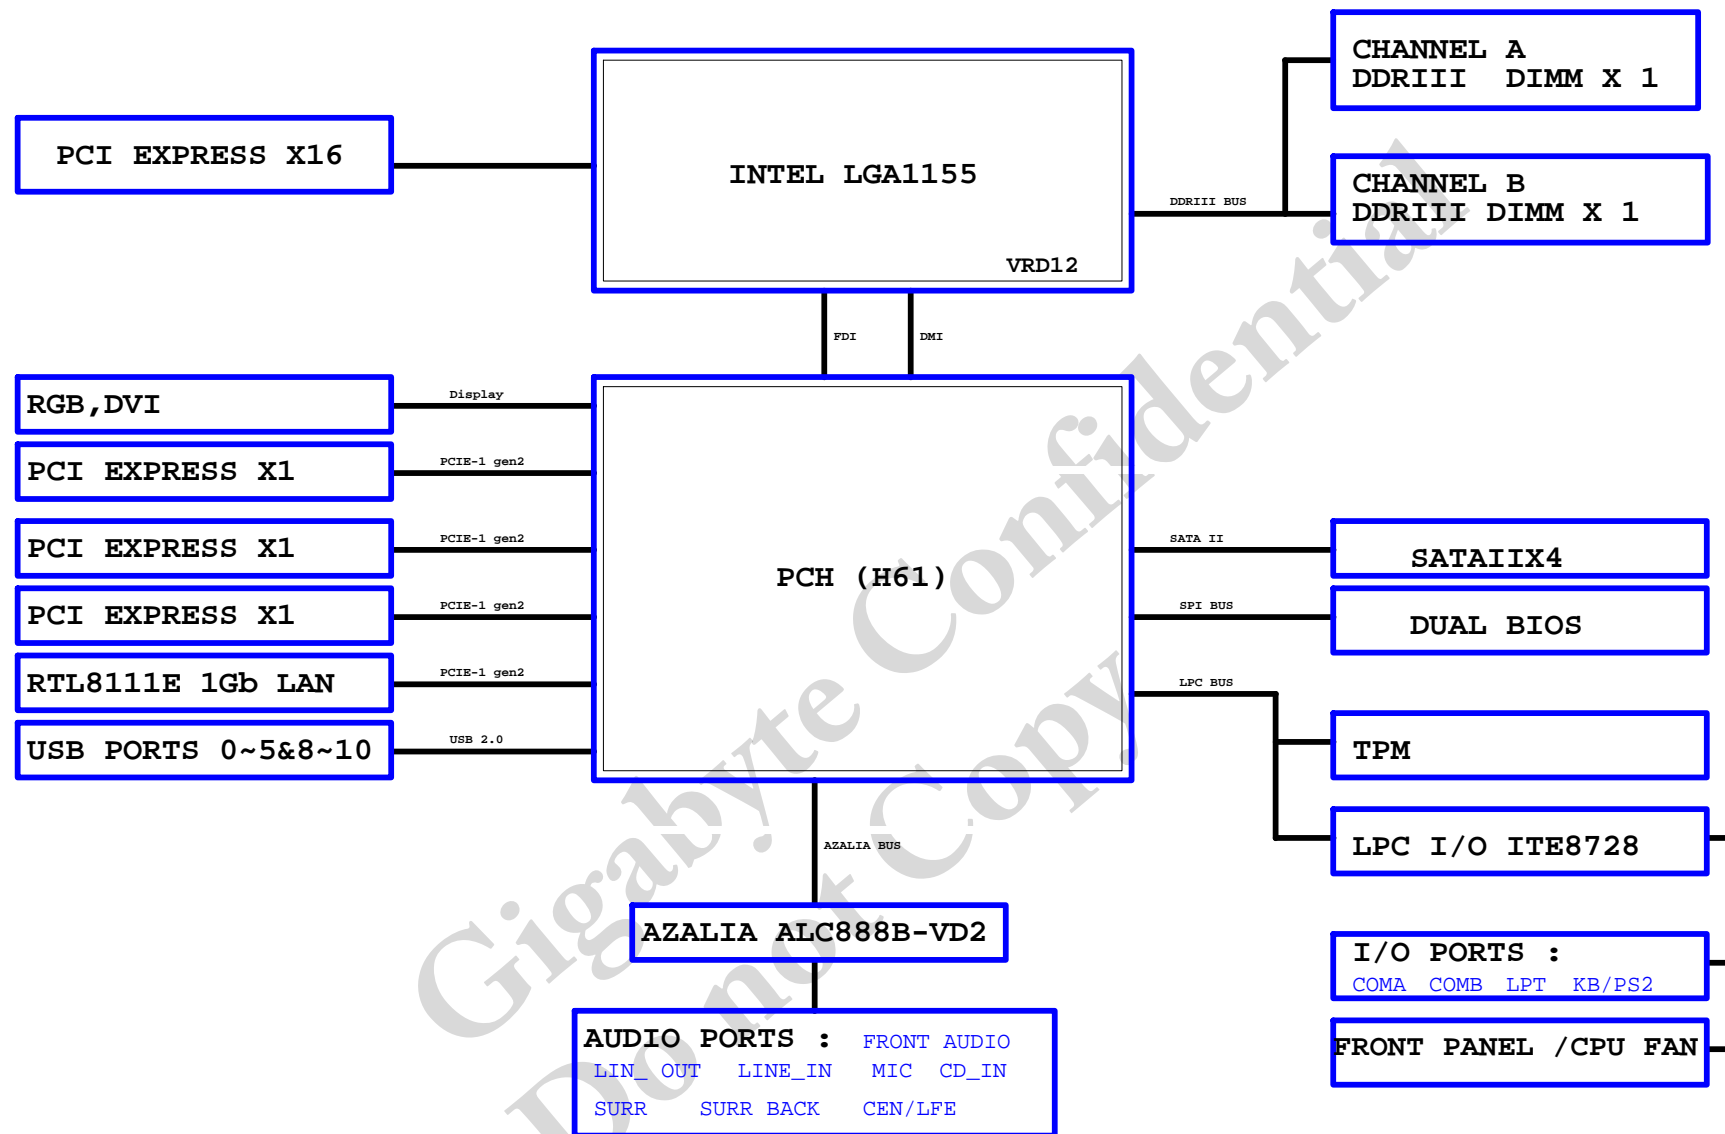 CHANNEL A
DDRIII DIMM X 1
PCI EXPRESS X16
INTEL LGA1155
VRD12
DDRIII BUS
CHANNEL B
DDRIII DIMM X 1
FDI
DMI
RGB,DVI
Display
PCI EXPRESS X1
PCIE-1 gen2
PCI EXPRESS X1
PCIE-1 gen2
PCI EXPRESS X1
PCIE-1 gen2
RTL8111E 1Gb LAN
PCIE-1 gen2
USB PORTS 0~5&8~10
USB 2.0
PCH (H61)
SATA II
SATAIIX4
SPI BUS
DUAL BIOS
LPC BUS
TPM
LPC I/O ITE8728
AZALIA BUS
AZALIA ALC888B-VD2
I/O PORTS :
COMA COMB LPT KB/PS2
FRONT PANEL /CPU FAN
AUDIO PORTS : FRONT AUDIO
LIN_ OUT LINE_IN MIC CD_IN
SURR SURR BACK CEN/LFE
Gigabyte Confidential
Do not Copy